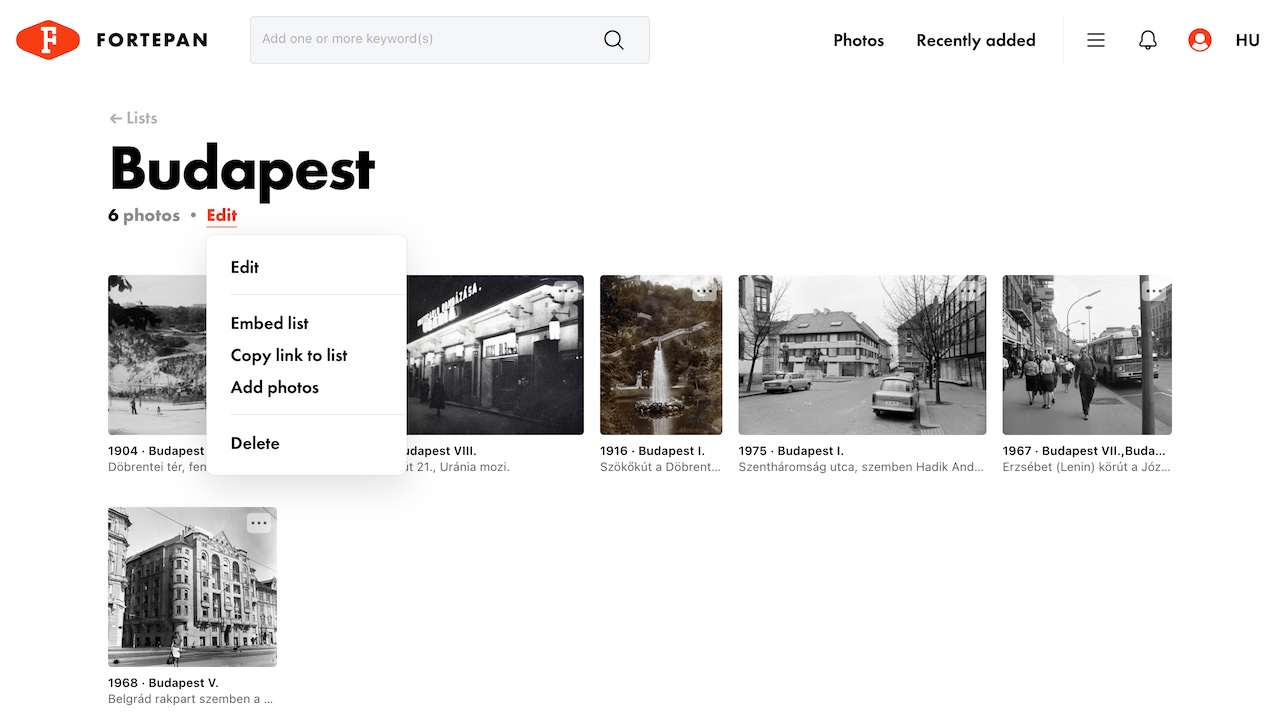 FORTEPAN
Add one or more keyword(s)
Photos
Recently added
HU
← Lists
Budapest
6 photos • Edit
Edit
Embed list
Copy link to list
Add photos
Delete
1904 · Budapest
Döbrentei tér, fen
udapest VIII.
út 21., Uránia mozi.
1916 · Budapest I.
Szökőkút a Döbrent...
1975 · Budapest I.
Szentháromság utca, szemben Hadik And...
1967 · Budapest VII.,Buda...
Erzsébet (Lenin) körút a Józ...
1968 · Budapest V.
Belgrád rakpart szemben a ...